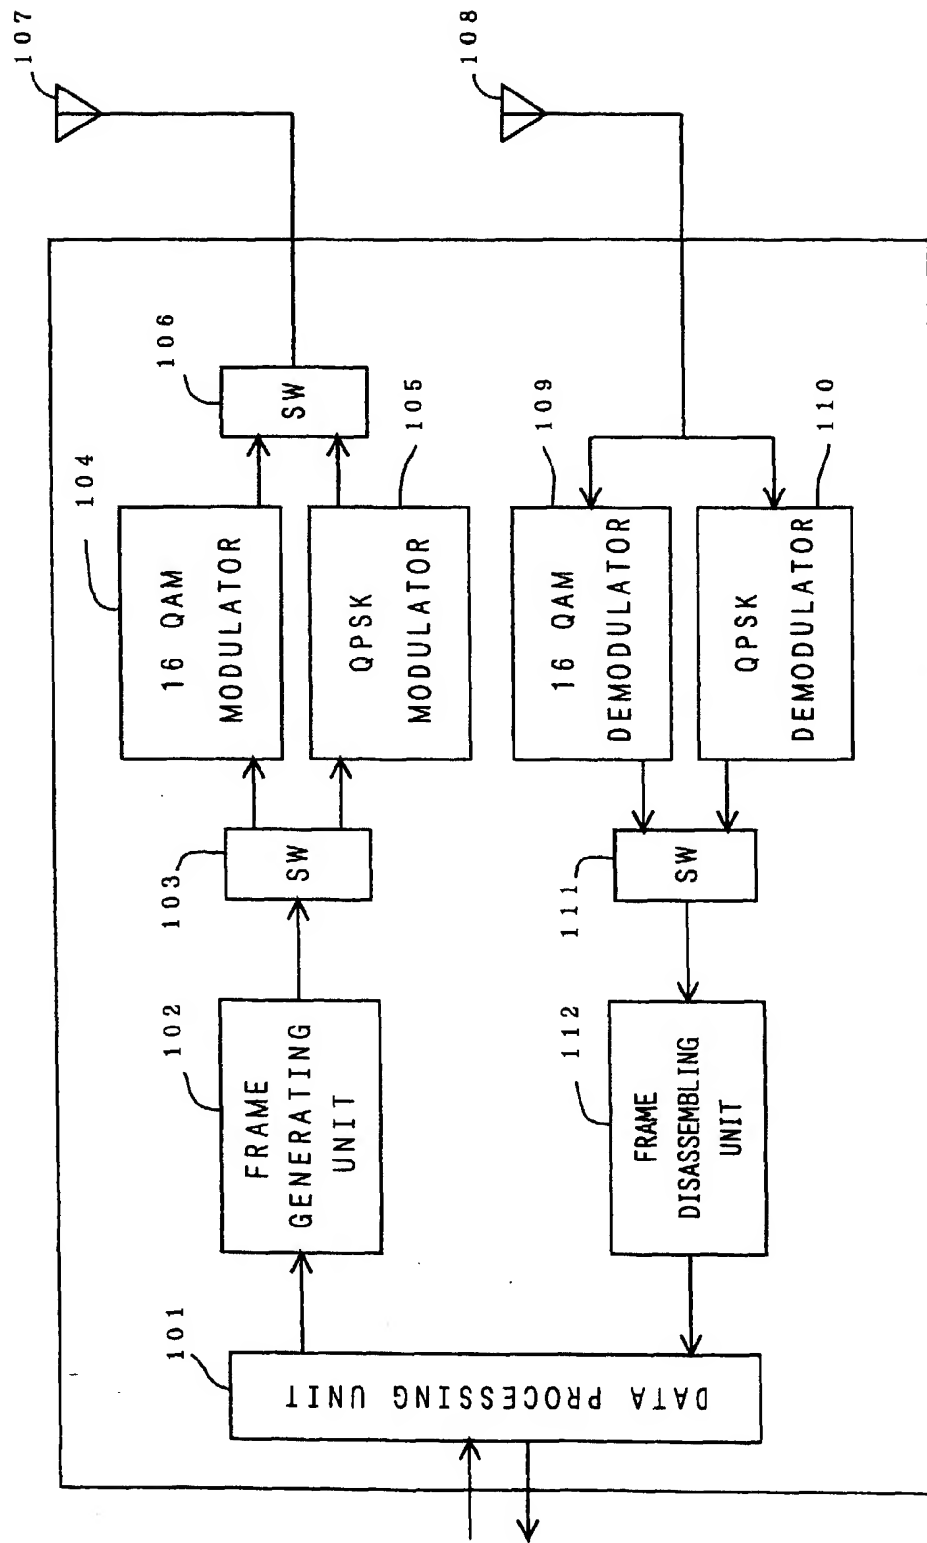 101
DATA PROCESSING UNIT
102
FRAME
GENERATING
UNIT
103
SW
104
16 QAM
MODULATOR
105
QPSK
MODULATOR
106
SW
107
108
109
16 QAM
DEMODULATOR
110
QPSK
DEMODULATOR
111
SW
112
FRAME
DISASSEMBLING
UNIT